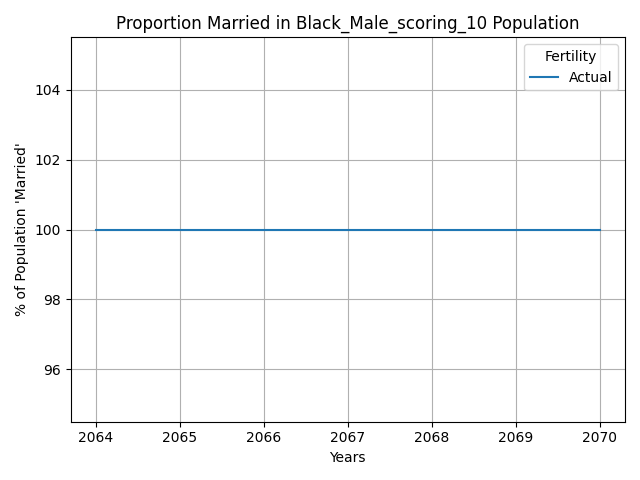 Proportion Married in Black_Male_scoring_10 Population
Fertility
Actual
% of Population 'Married'
104
102
100
98
96
2064 2065 2066 2067 2068 2069 2070
Years